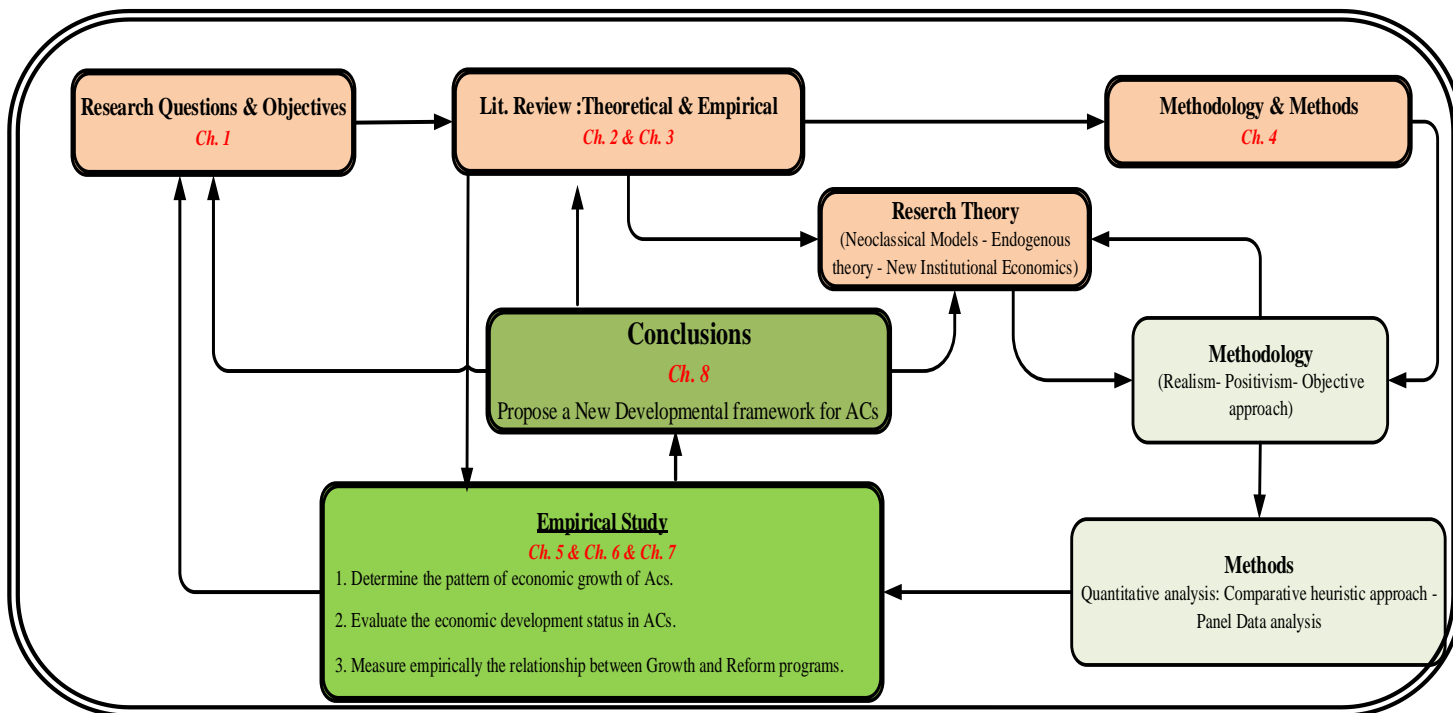 Research Questions & Objectives
Ch. 1
Lit. Review :Theoretical & Empirical
Ch. 2 & Ch. 3
Methodology & Methods
Ch. 4
Reserch Theory
(Neoclassical Models - Endogenous
theory - New Institutional Economics)
Conclusions
Ch. 8
Propose a New Developmental framework for ACs
Methodology
(Realism- Positivism- Objective
approach)
Empirical Study
Ch. 5 & Ch. 6 & Ch. 7
1. Determine the pattern of economic growth of Acs.
2. Evaluate the economic development status in ACs.
3. Measure empirically the relationship between Growth and Reform programs.
Methods
Quantitative analysis: Comparative heuristic approach -
Panel Data analysis